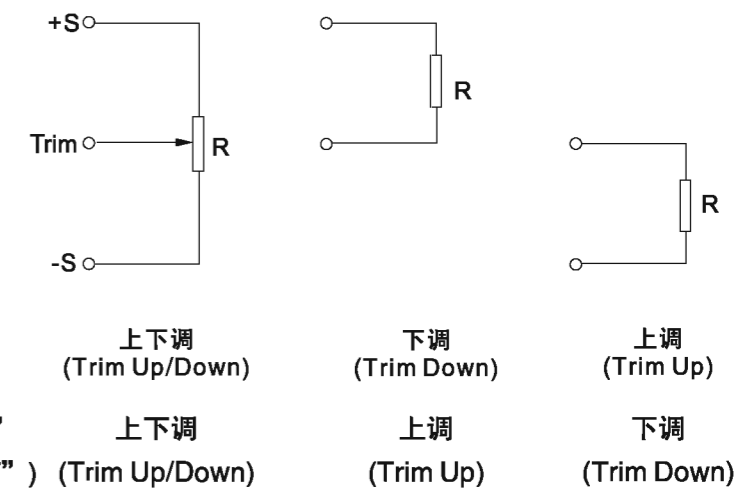 +S
R
R
Trim
R
-S
上下调 下调 上调
(Trim Up/Down) (Trim Down) (Trim Up)
上下调 上调 下调
”) (Trim Up/Down) (Trim Up) (Trim Down)